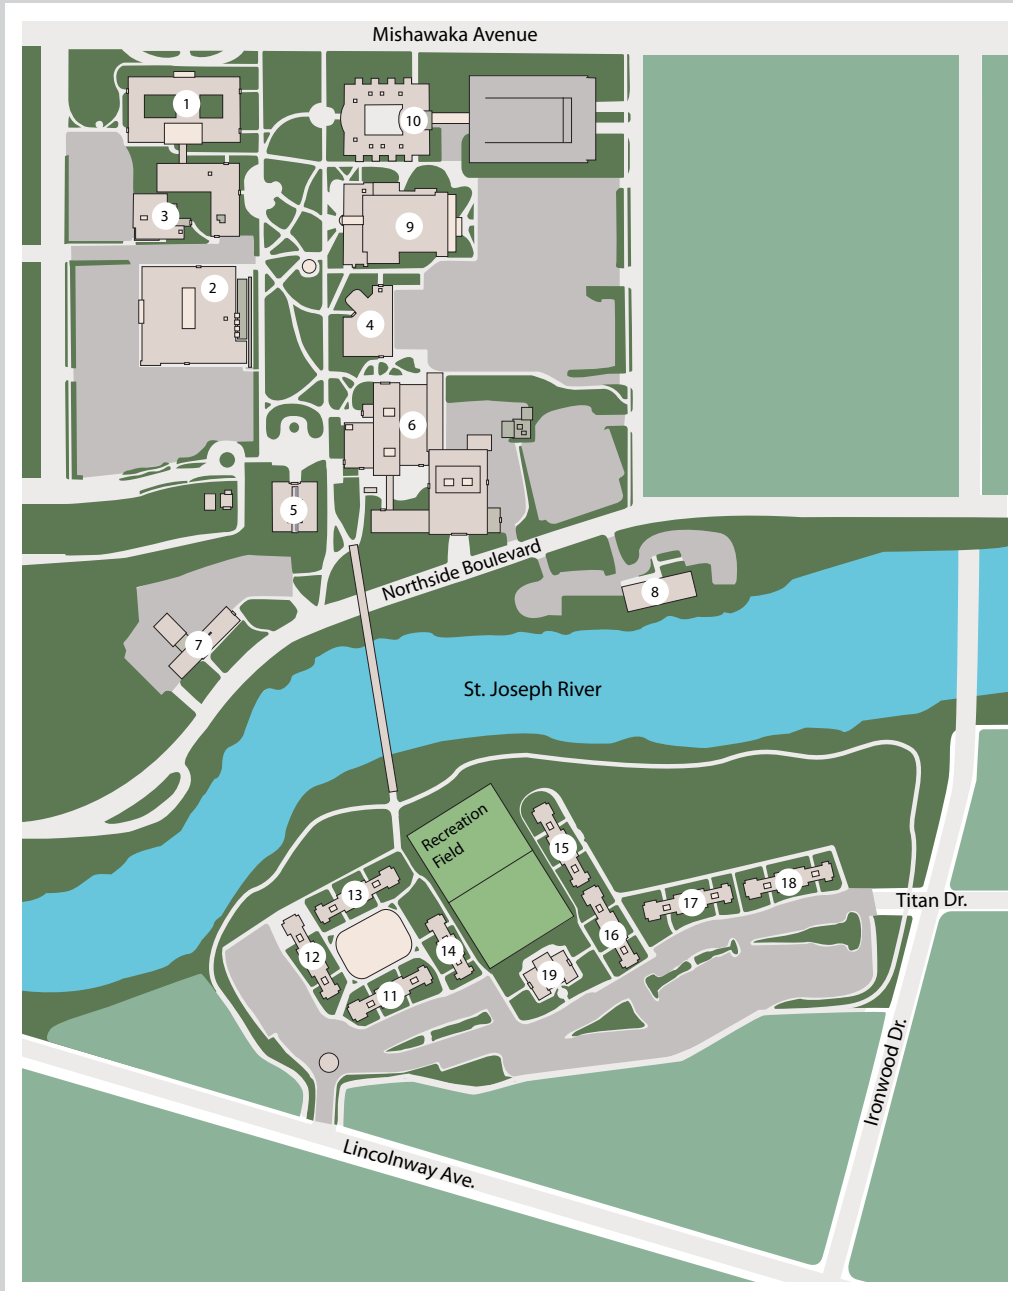 Mishawaka Avenue
1
10
3
9
2
4
6
5
Northside Boulevard
8
7
St. Joseph River
Recreation
Field
15
13
18
17
Titan Dr.
16
14
12
19
11
Ironwood Dr.
Lincolnway Ave.